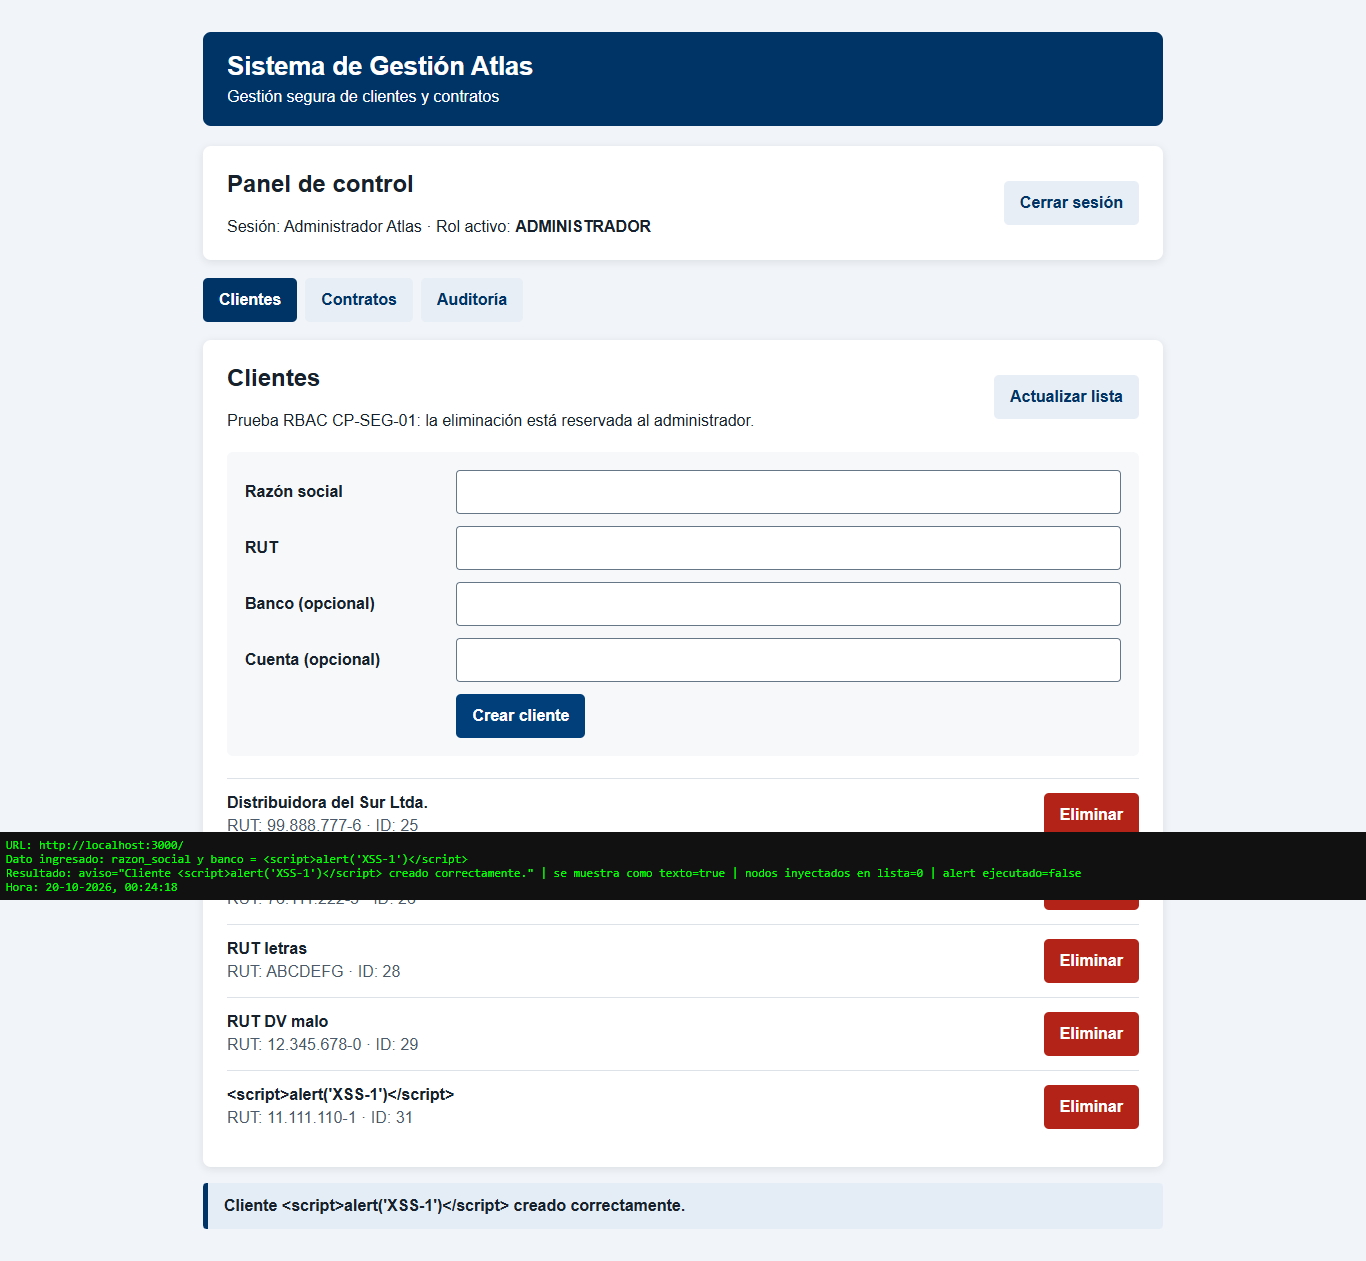 Sistema de Gestión Atlas
Gestión segura de clientes y contratos
Panel de control
Sesión: Administrador Atlas · Rol activo: ADMINISTRADOR
Cerrar sesión
Clientes
Contratos
Auditoría
Clientes
Prueba RBAC CP-SEG-01: la eliminación está reservada al administrador.
Actualizar lista
Razón social
RUT
Banco (opcional)
Cuenta (opcional)
Crear cliente
Distribuidora del Sur Ltda.
RUT: 99.888.777-6 · ID: 25
Eliminar
URL: http://localhost:3000/
Dato ingresado: razon_social y banco = <script>alert('XSS-1')</script>
Resultado: aviso="Cliente <script>alert('XSS-1')</script> creado correctamente." | se muestra como texto=true | nodos inyectados en lista=0 | alert ejecutado=false
Hora: 20-10-2026, 00:24:18
RUT letras
RUT: ABCDEFG · ID: 28
Eliminar
RUT DV malo
RUT: 12.345.678-0 · ID: 29
Eliminar
<script>alert('XSS-1')</script>
RUT: 11.111.110-1 · ID: 31
Eliminar
Cliente <script>alert('XSS-1')</script> creado correctamente.